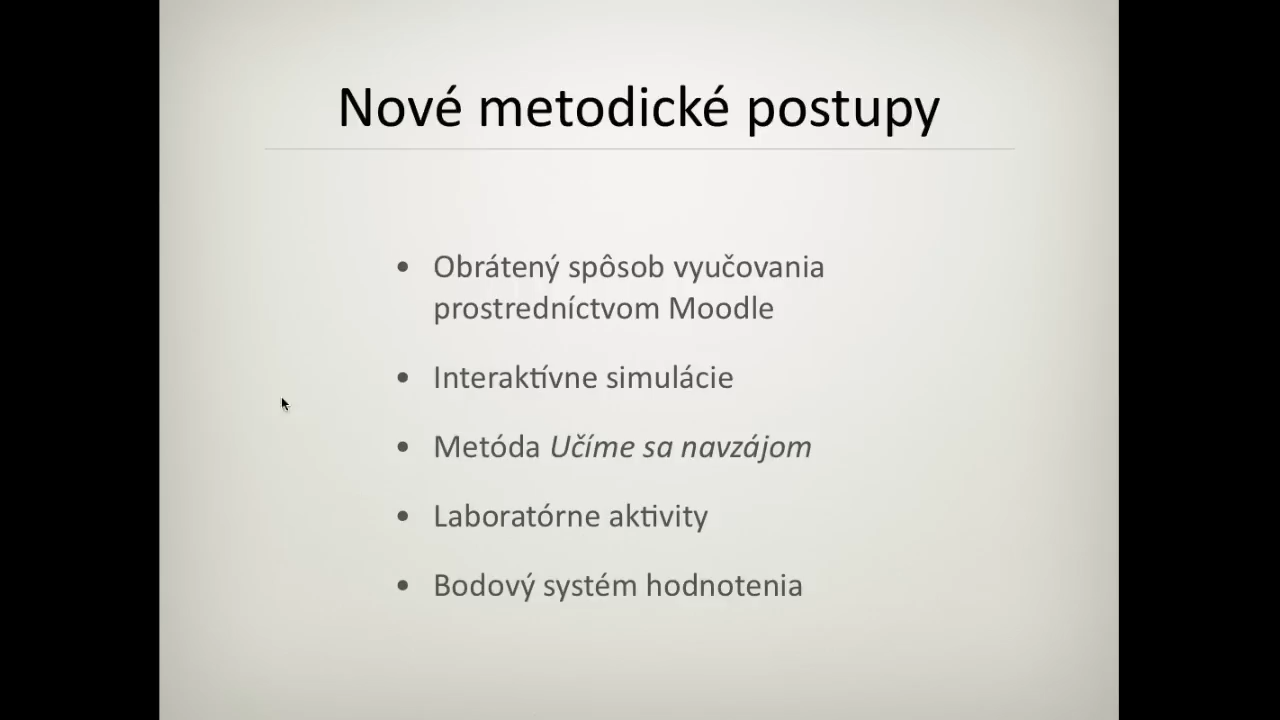 Nové metodické postupy
• Obrátený spôsob vyučovania
prostredníctvom Moodle
• Interaktívne simulácie
• Metóda Učíme sa navzájom
• Laboratórne aktivity
• Bodový systém hodnotenia